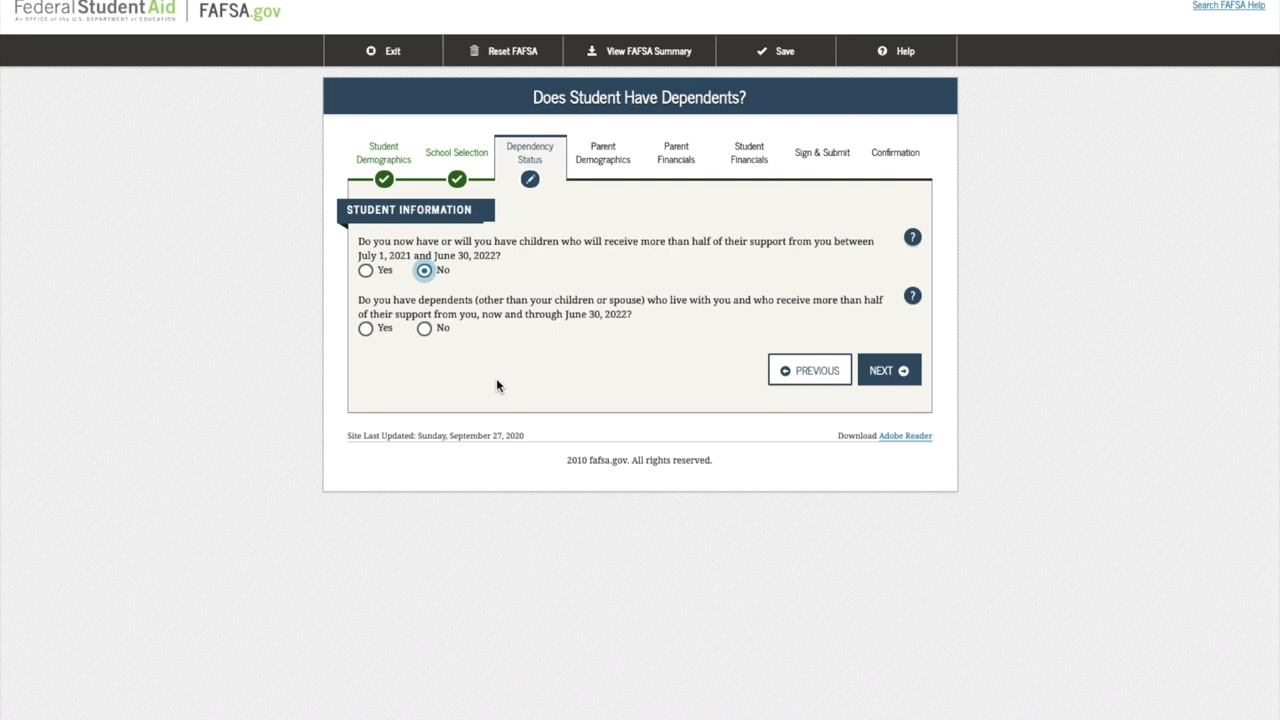 Federal Student Aid
An OFFICE of the U.S. DEPARTMENT of EDUCATION
FAFSA.gov
Search FAFSA Help
Exit
Reset FAFSA
View FAFSA Summary
Save
Help
Does Student Have Dependents?
Student
Demographics
School Selection
Dependency
Status
Parent
Demographics
Parent
Financials
Student
Financials
Sign & Submit
Confirmation
STUDENT INFORMATION
Do you now have or will you have children who will receive more than half of their support from you between
July 1, 2021 and June 30, 2022?
?
Yes No
Do you have dependents (other than your children or spouse) who live with you and who receive more than half
of their support from you, now and through June 30, 2022?
?
Yes No
PREVIOUS
NEXT
Site Last Updated: Sunday, September 27, 2020
Download Adobe Reader
2010 fafsa.gov. All rights reserved.